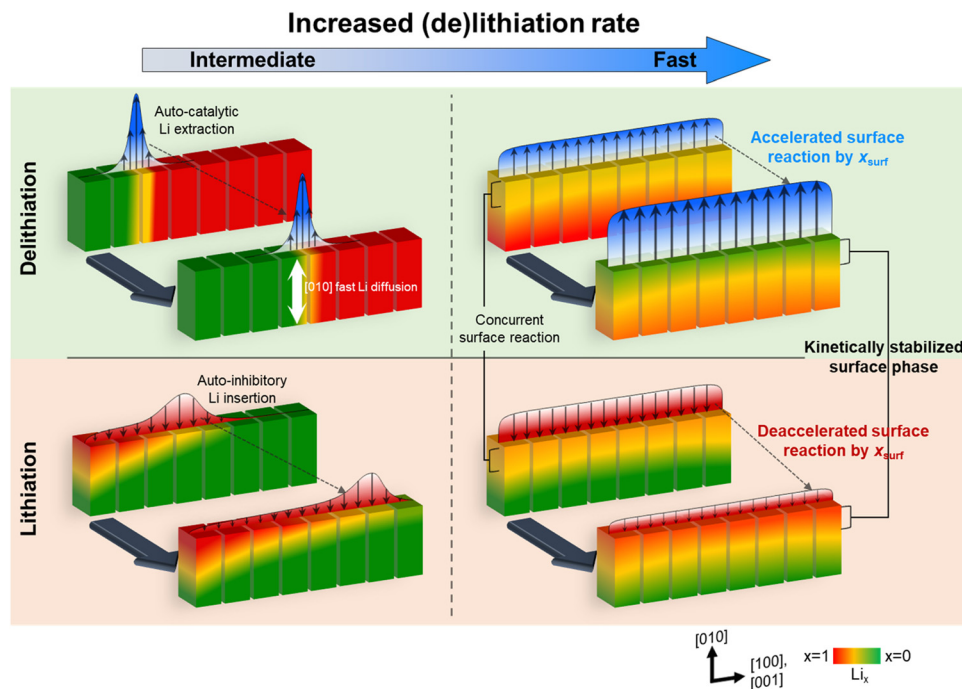 Increased (de)lithiation rate
Intermediate
Fast
Delithiation
Auto-catalytic
Li extraction
[010] fast Li diffusion
Accelerated surface
reaction by xsurf
Concurrent
surface reaction
Kinetically stabilized
surface phase
Lithiation
Auto-inhibitory
Li insertion
Deaccelerated surface
reaction by xsurf
[010]
[100],
[001]
x=1
x=0
Lix